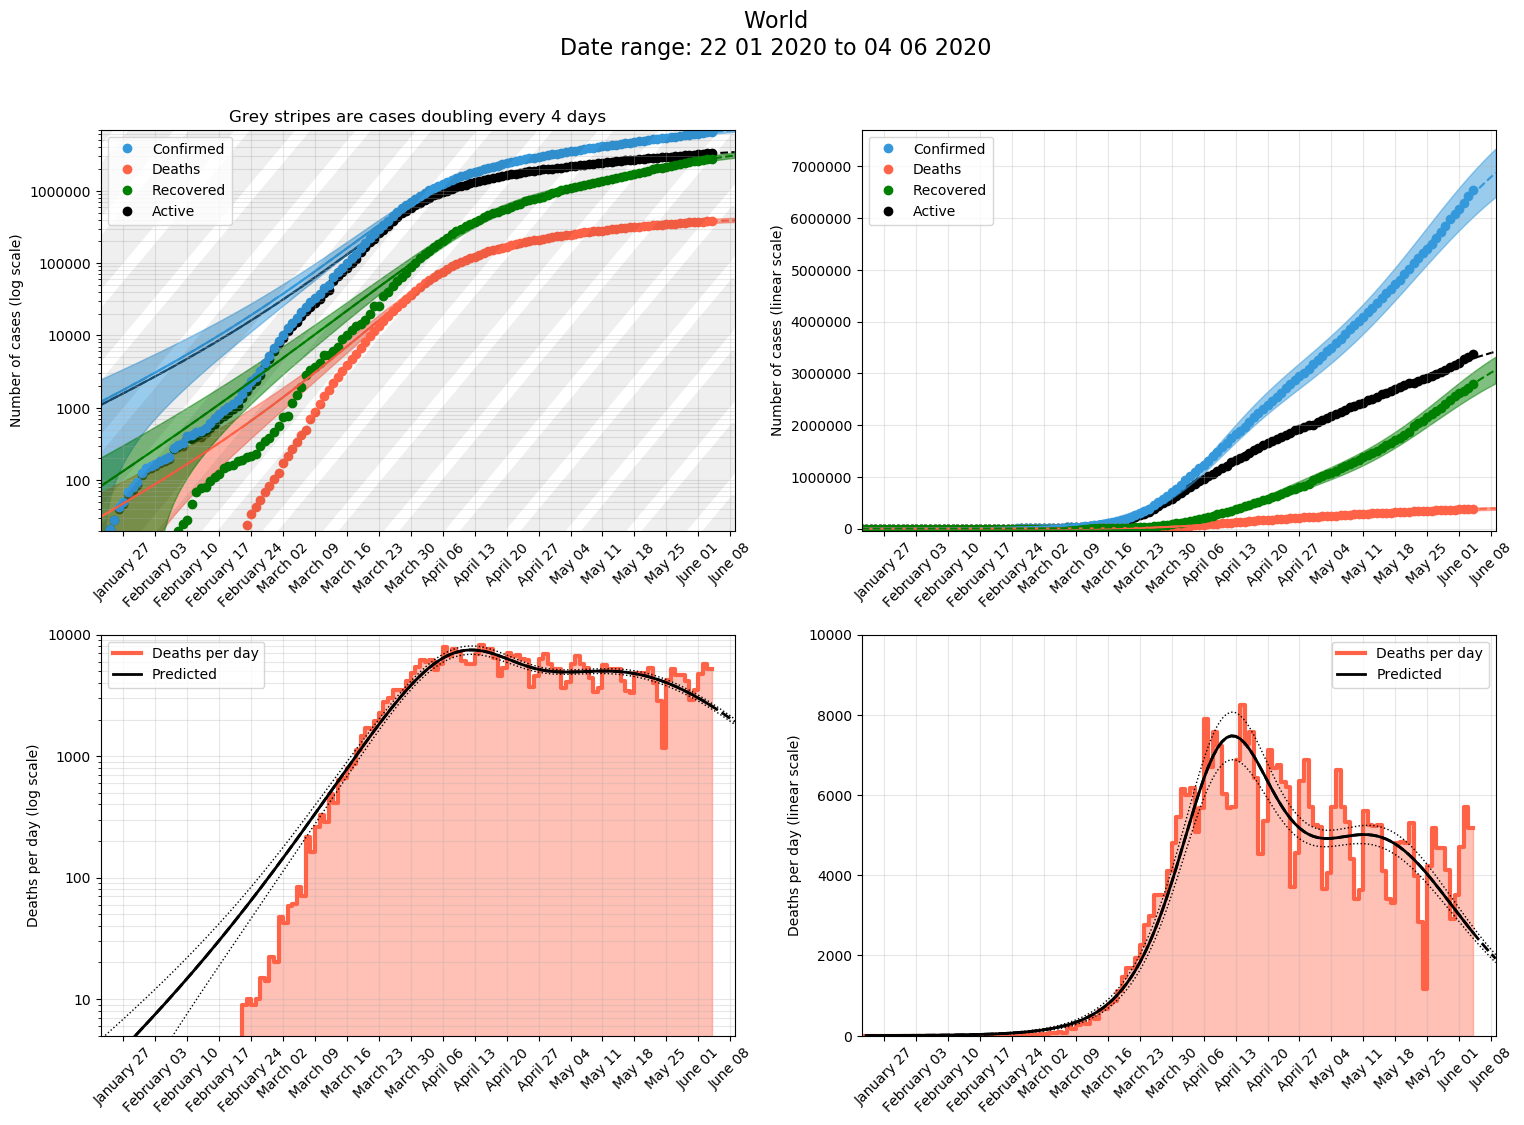 World
Date range: 22 01 2020 to 04 06 2020
Grey stripes are cases doubling every 4 days
Number of cases (log scale)
1000000
100000
10000
1000
100
Confirmed
Deaths
Recovered
Active
January 27
February 03
February 10
February 17
February 24
March 02
March 09
March 16
March 23
March 30
April 06
April 13
April 20
April 27
May 04
May 11
May 18
May 25
June 01
June 08
Number of cases (linear scale)
7000000
6000000
5000000
4000000
3000000
2000000
1000000
0
Confirmed
Deaths
Recovered
Active
January 27
February 03
February 10
February 17
February 24
March 02
March 09
March 16
March 23
March 30
April 06
April 13
April 20
April 27
May 04
May 11
May 18
May 25
June 01
June 08
Deaths per day (log scale)
10000
1000
100
10
Deaths per day
Predicted
January 27
February 03
February 10
February 17
February 24
March 02
March 09
March 16
March 23
March 30
April 06
April 13
April 20
April 27
May 04
May 11
May 18
May 25
June 01
June 08
Deaths per day (linear scale)
10000
8000
6000
4000
2000
0
Deaths per day
Predicted
January 27
February 03
February 10
February 17
February 24
March 02
March 09
March 16
March 23
March 30
April 06
April 13
April 20
April 27
May 04
May 11
May 18
May 25
June 01
June 08